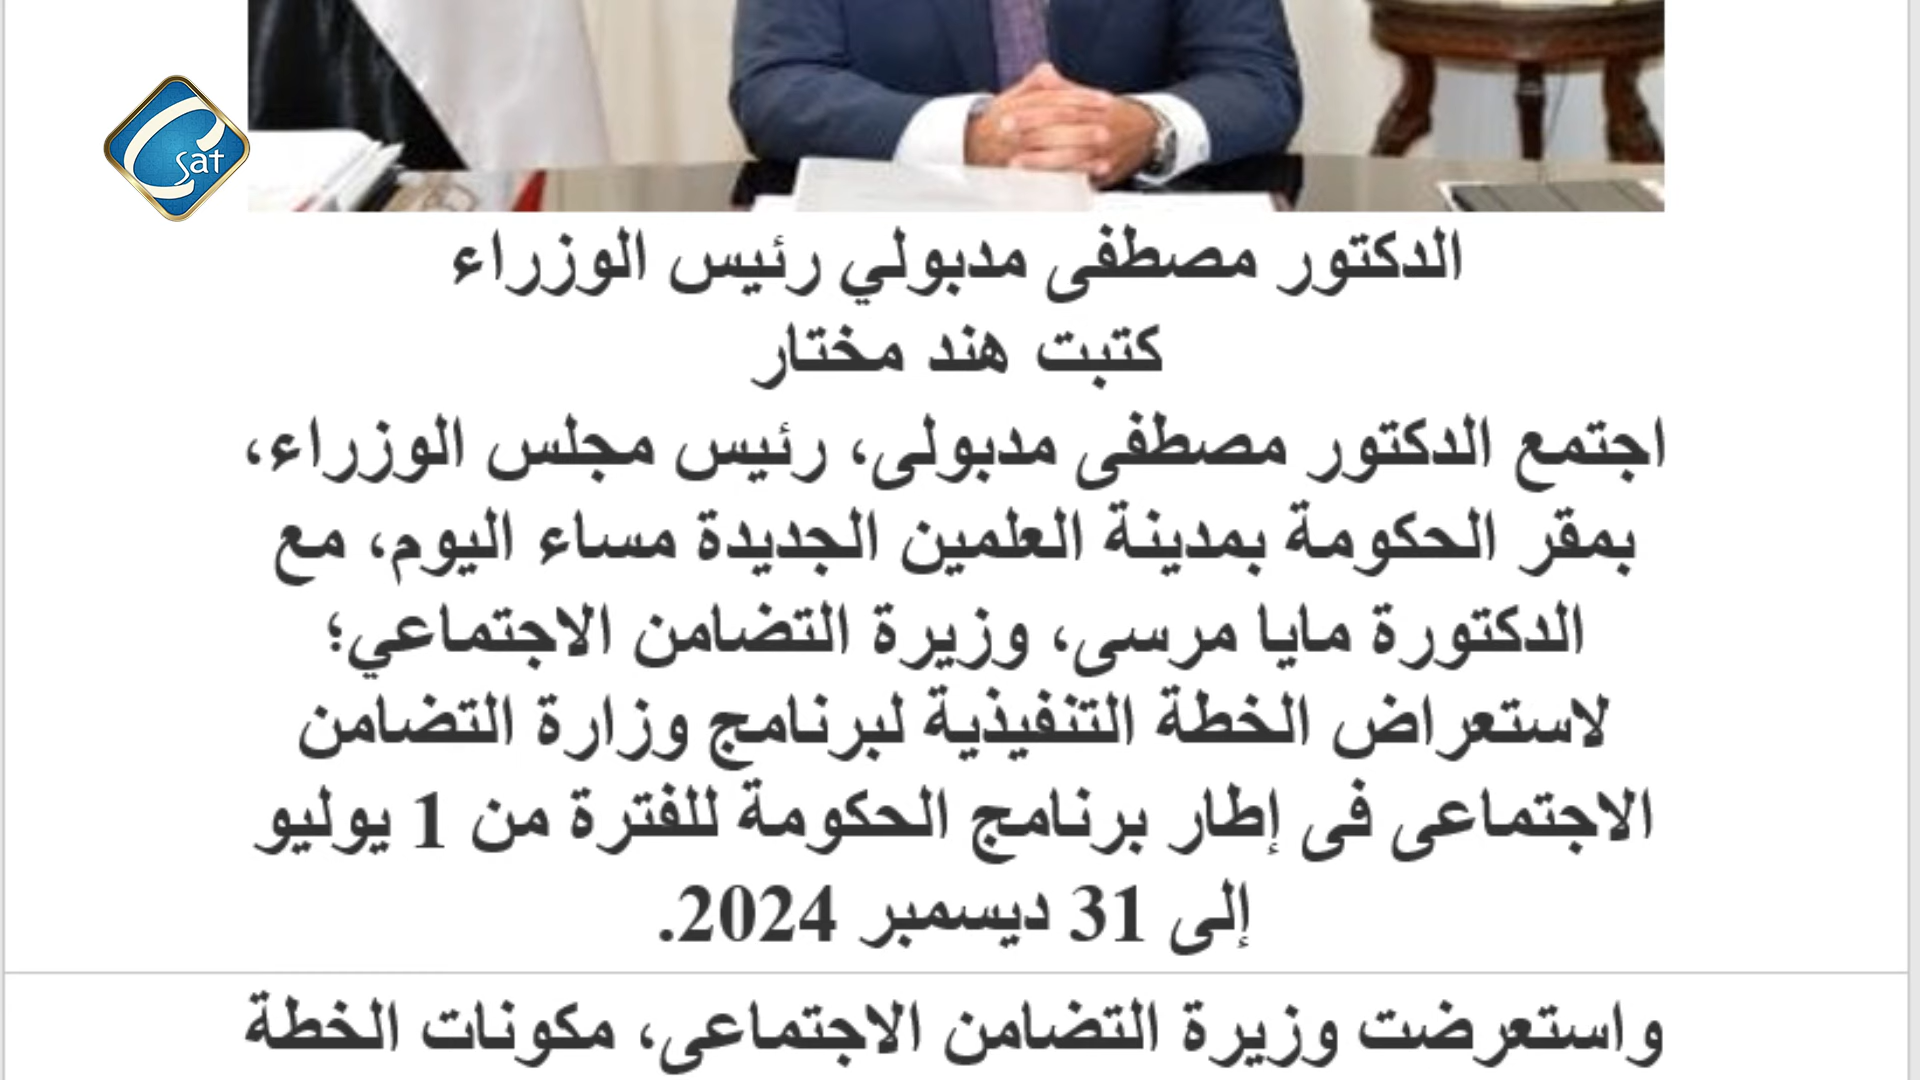 C sat
الدكتور مصطفى مدبولي رئيس الوزراء
كتبت هند مختار
اجتمع الدكتور مصطفى مدبولى، رئيس مجلس الوزراء،
بمقر الحكومة بمدينة العلمين الجديدة مساء اليوم، مع
الدكتورة مايا مرسى، وزيرة التضامن الاجتماعي؛
لاستعراض الخطة التنفيذية لبرنامج وزارة التضامن
الاجتماعى فى إطار برنامج الحكومة للفترة من 1 يوليو
إلى 31 ديسمبر 2024.
واستعرضت وزيرة التضامن الاجتماعى، مكونات الخطة